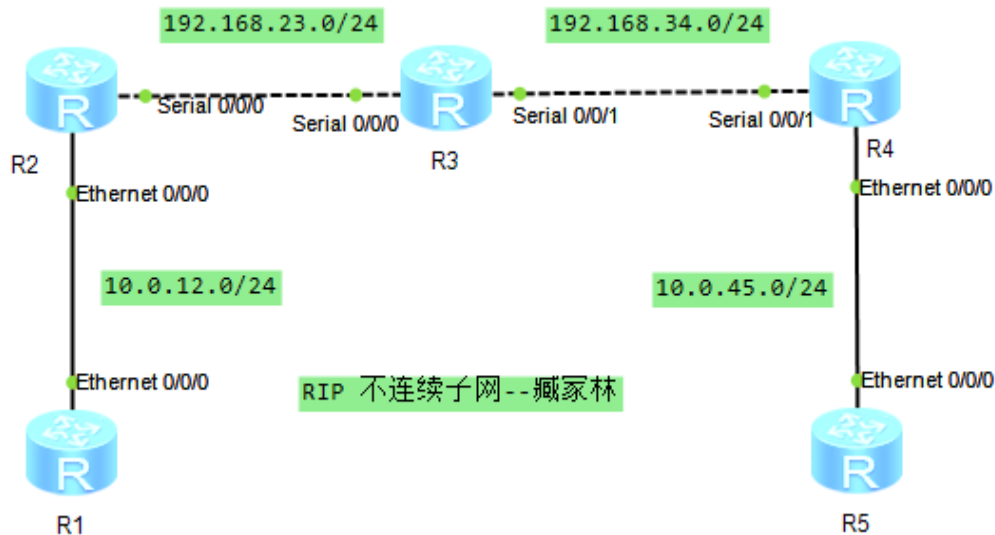 192.168.23.0/24
192.168.34.0/24
R
Serial 0/0/0
Serial 0/0/0
R
Serial 0/0/1
Serial 0/0/1
R
R2
R3
R4
Ethernet 0/0/0
Ethernet 0/0/0
10.0.12.0/24
10.0.45.0/24
Ethernet 0/0/0
RIP 不连续子网--臧家林
Ethernet 0/0/0
R
R
R1
R5